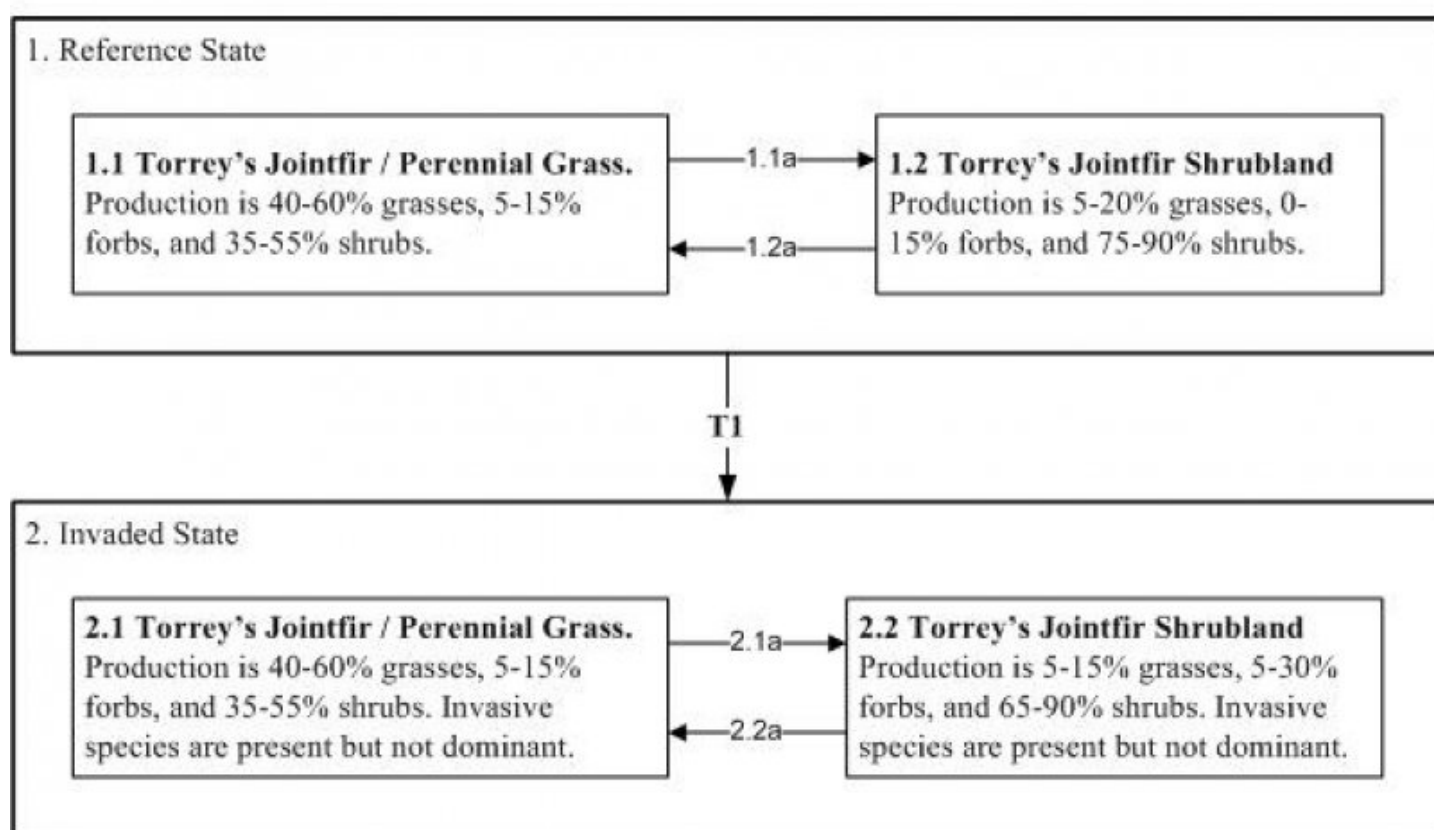 1. Reference State
1.1 Torrey's Jointfir / Perennial Grass.
Production is 40-60% grasses, 5-15%
forbs, and 35-55% shrubs.
1.1a
1.2a
1.2 Torrey's Jointfir Shrubland
Production is 5-20% grasses, 0-
15% forbs, and 75-90% shrubs.
T1
2. Invaded State
2.1 Torrey's Jointfir / Perennial Grass.
Production is 40-60% grasses, 5-15%
forbs, and 35-55% shrubs. Invasive
species are present but not dominant.
2.1a
2.2a
2.2 Torrey's Jointfir Shrubland
Production is 5-15% grasses, 5-30%
forbs, and 65-90% shrubs. Invasive
species are present but not dominant.